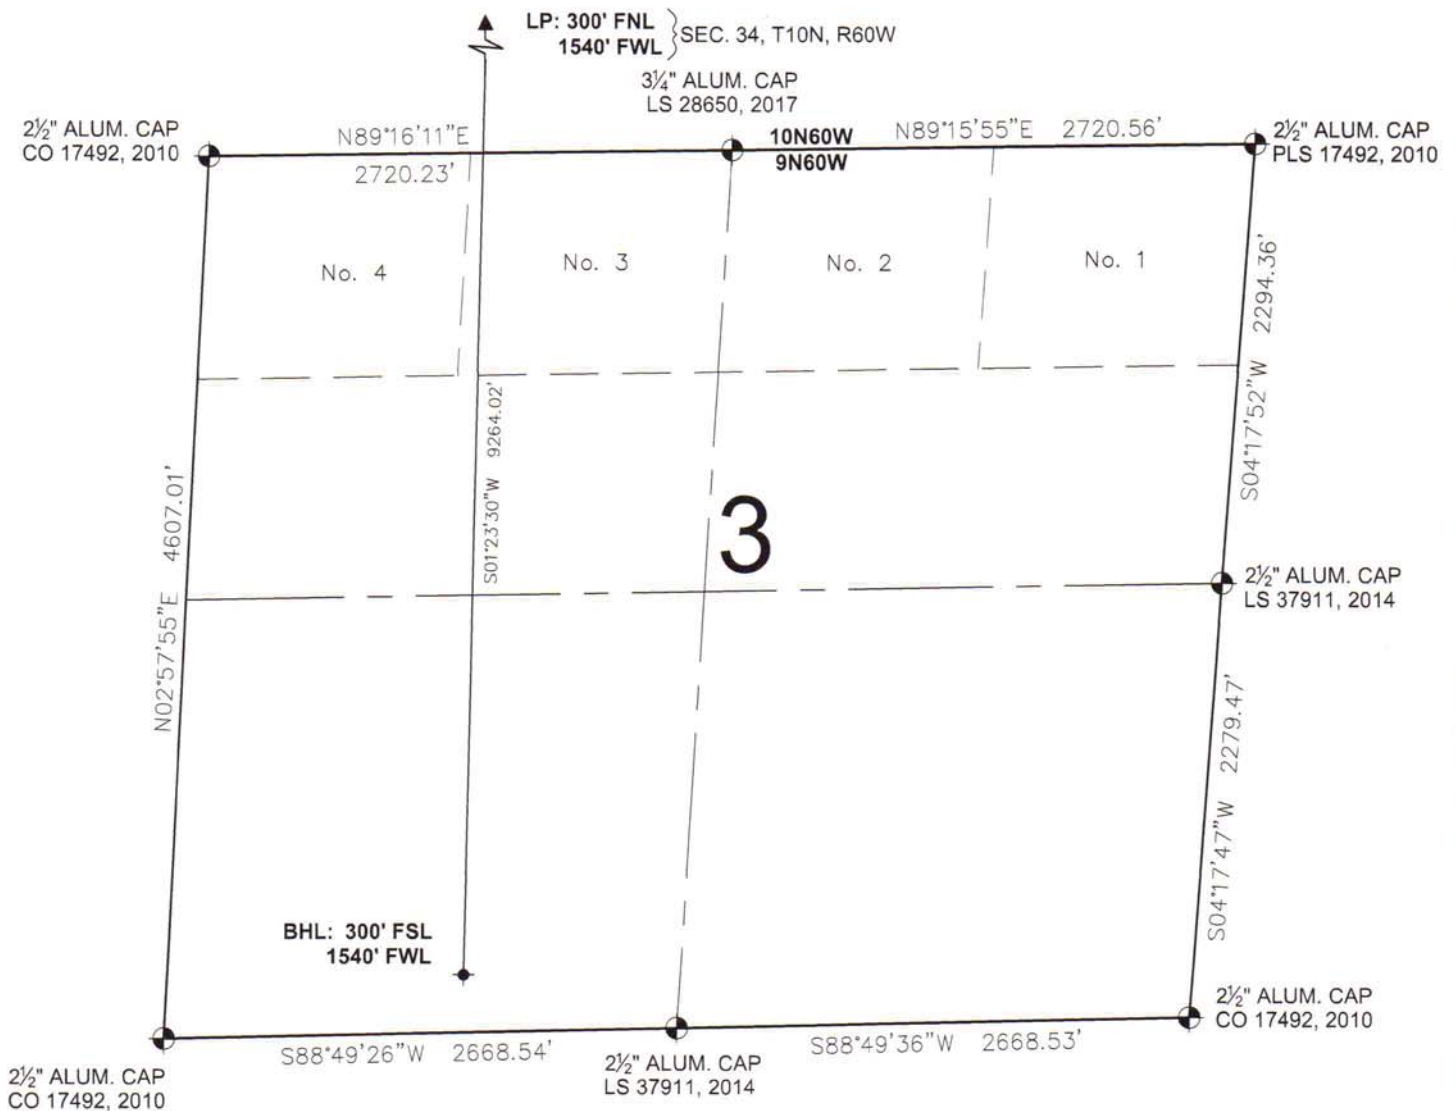 LP: 300' FNL
1540' FWL
SEC. 34, T10N, R60W
3¼" ALUM. CAP
LS 28650, 2017
2½" ALUM. CAP
CO 17492, 2010
N89°16'11"E
2720.23'
10N60W
9N60W
N89°15'55"E 2720.56'
2½" ALUM. CAP
PLS 17492, 2010
No. 4
No. 3
No. 2
No. 1
S04°17'52"W 2294.36'
S01°23'30"W 9264.02'
N02°57'55"E 4607.01'
3
2½" ALUM. CAP
LS 37911, 2014
S04°17'47"W 2279.47'
BHL: 300' FSL
1540' FWL
2½" ALUM. CAP
CO 17492, 2010
S88°49'26"W 2668.54'
S88°49'36"W 2668.53'
2½" ALUM. CAP
LS 37911, 2014
2½" ALUM. CAP
CO 17492, 2010